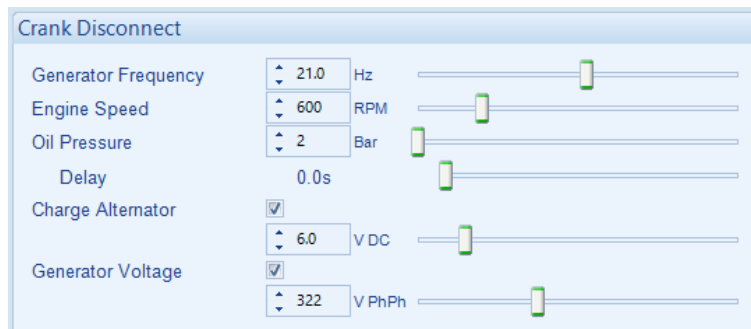 Crank Disconnect
Generator Frequency 21.0 Hz
Engine Speed 600 RPM
Oil Pressure 2 Bar
Delay 0.0s
Charge Alternator
6.0 V DC
Generator Voltage
322 V PhPh